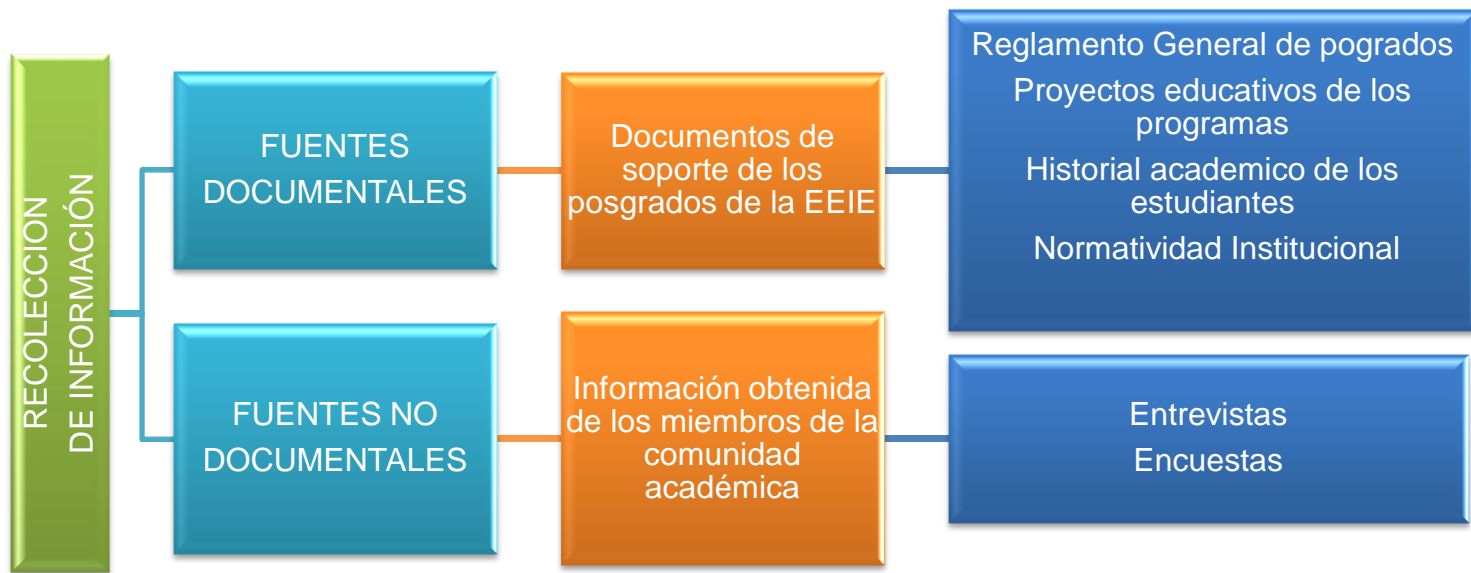 RECOLECCION
DE INFORMACIÓN
FUENTES
DOCUMENTALES
Documentos de
soporte de los
posgrados de la EEIE
Reglamento General de pogrados
Proyectos educativos de los
programas
Historial academico de los
estudiantes
Normatividad Institucional
FUENTES NO
DOCUMENTALES
Información obtenida
de los miembros de la
comunidad
académica
Entrevistas
Encuestas